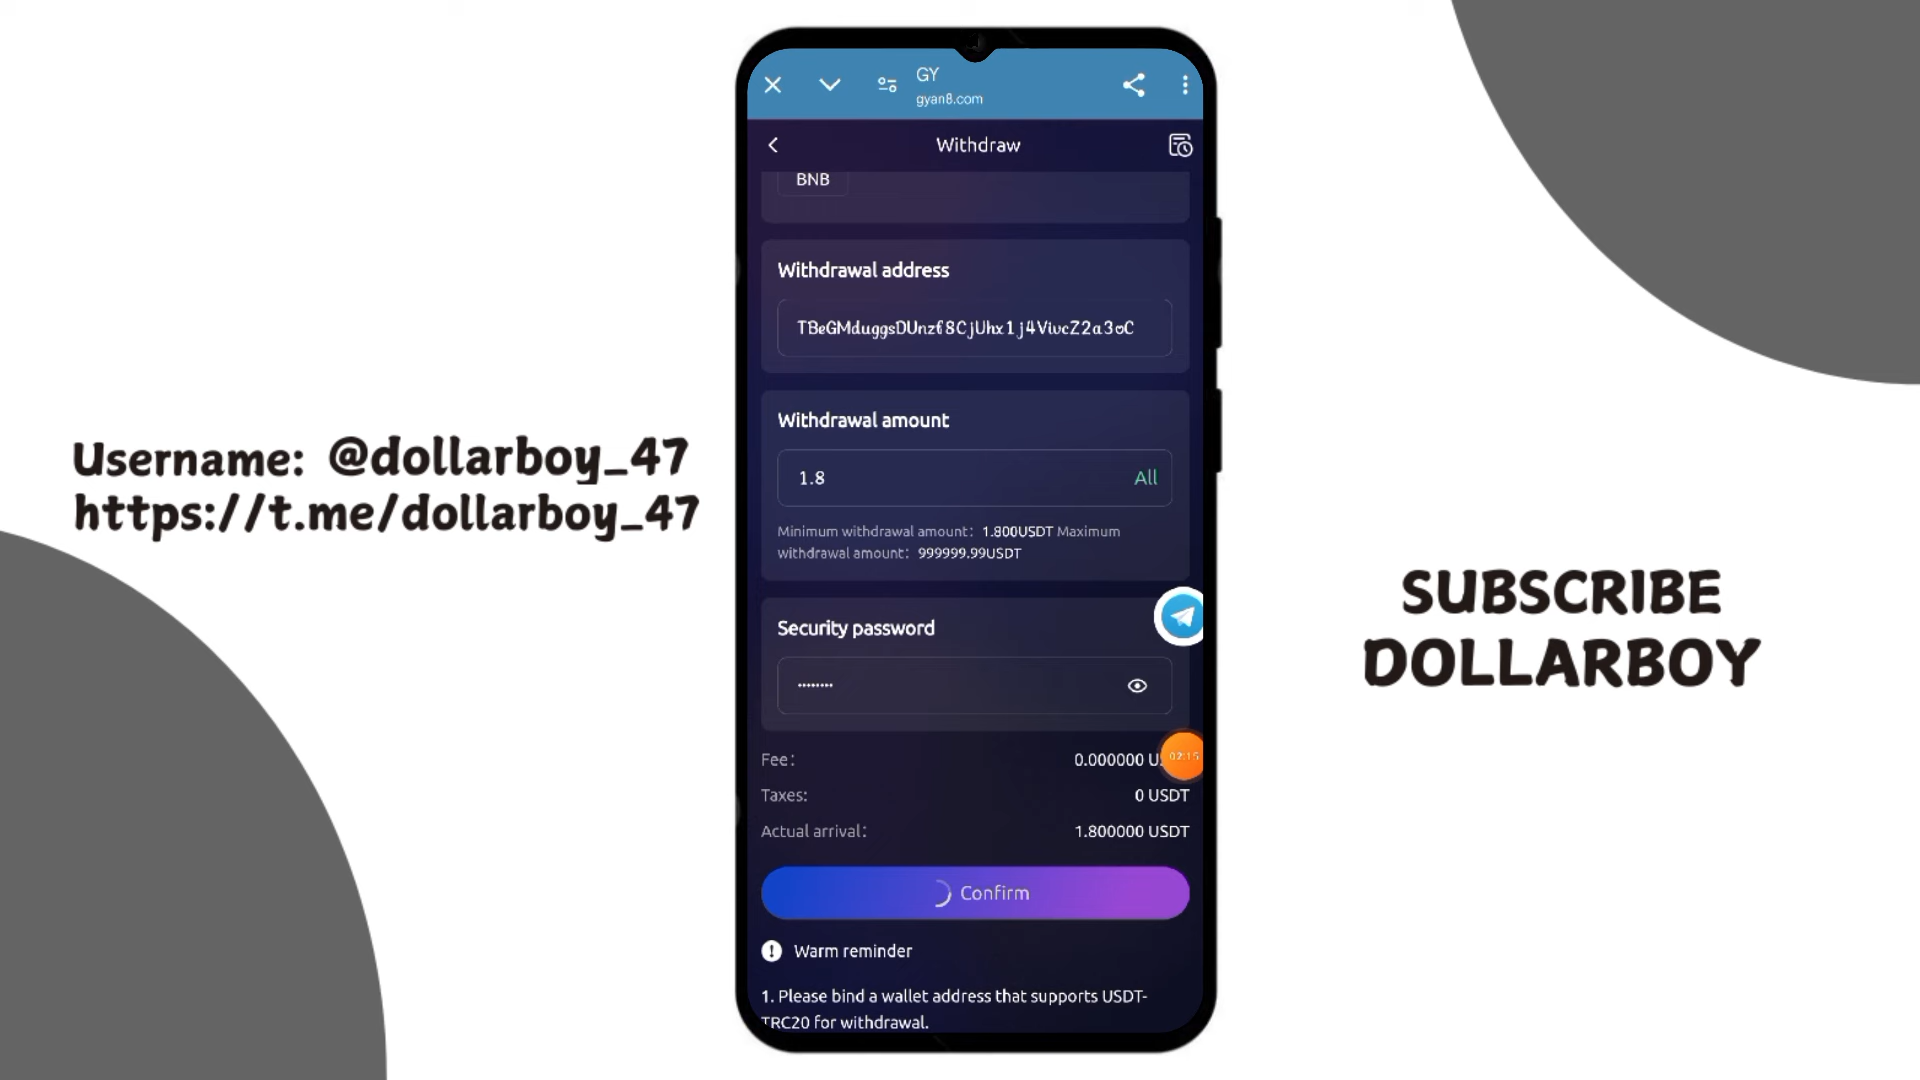 GY
gyan8.com
Withdraw
BNB
Withdrawal address
TBeGMduggsDUnzf8CjUhx1j4VivcZ2a3oC
Withdrawal amount
1.8 All
Minimum withdrawal amount: 1.800USDT Maximum
withdrawal amount: 999999.99USDT
Security password
••••••••
Fee: 0.000000 U
02:15
Taxes: 0 USDT
Actual arrival: 1.800000 USDT
Confirm
! Warm reminder
1. Please bind a wallet address that supports USDT-
TRC20 for withdrawal.
Username: @dollarboy_47
https://t.me/dollarboy_47
SUBSCRIBE
DOLLARBOY